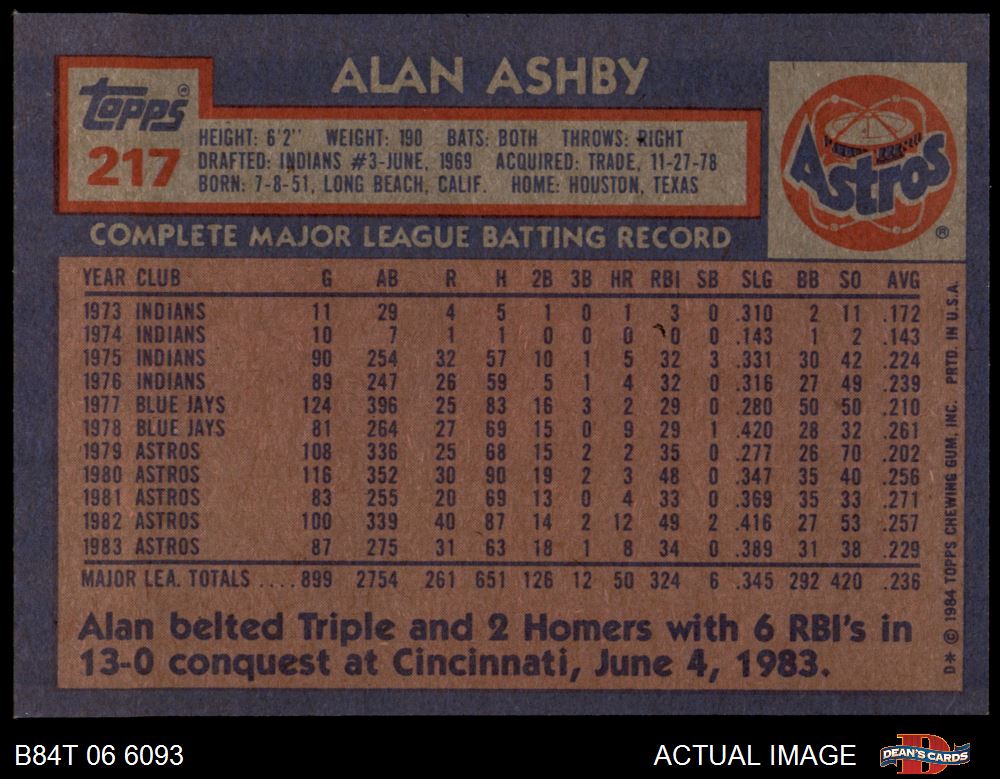 ALAN ASHBY
topps®
217
HEIGHT: 6'2" WEIGHT: 190 BATS: BOTH THROWS: RIGHT
DRAFTED: INDIANS #3-JUNE, 1969 ACQUIRED: TRADE, 11-27-78
BORN: 7-8-51, LONG BEACH, CALIF. HOME: HOUSTON, TEXAS
Astros
®
COMPLETE MAJOR LEAGUE BATTING RECORD
YEAR CLUB G AB R H 2B 3B HR RBI SB SLG BB SO AVG
1973 INDIANS 11 29 4 5 1 0 1 3 0 .310 2 11 .172
1974 INDIANS 10 7 1 1 0 0 0 0 0 .143 1 2 .143
1975 INDIANS 90 254 32 57 10 1 5 32 3 .331 30 42 .224
1976 INDIANS 89 247 26 59 5 1 4 32 0 .316 27 49 .239
1977 BLUE JAYS 124 396 25 83 16 3 2 29 0 .280 50 50 .210
1978 BLUE JAYS 81 264 27 69 15 0 9 29 1 .420 28 32 .261
1979 ASTROS 108 336 25 68 15 2 2 35 0 .277 26 70 .202
1980 ASTROS 116 352 30 90 19 2 3 48 0 .347 35 40 .256
1981 ASTROS 83 255 20 69 13 0 4 33 0 .369 35 33 .271
1982 ASTROS 100 339 40 87 14 2 12 49 2 .416 27 53 .257
1983 ASTROS 87 275 31 63 18 1 8 34 0 .389 31 38 .229
MAJOR LEA. TOTALS ....899 2754 261 651 126 12 50 324 6 .345 292 420 .236
Alan belted Triple and 2 Homers with 6 RBI's in
13-0 conquest at Cincinnati, June 4, 1983.
D* © 1984 TOPPS CHEWING GUM, INC. PRTD. IN U.S.A.
B84T 06 6093
ACTUAL IMAGE
DEAN'S CARDS